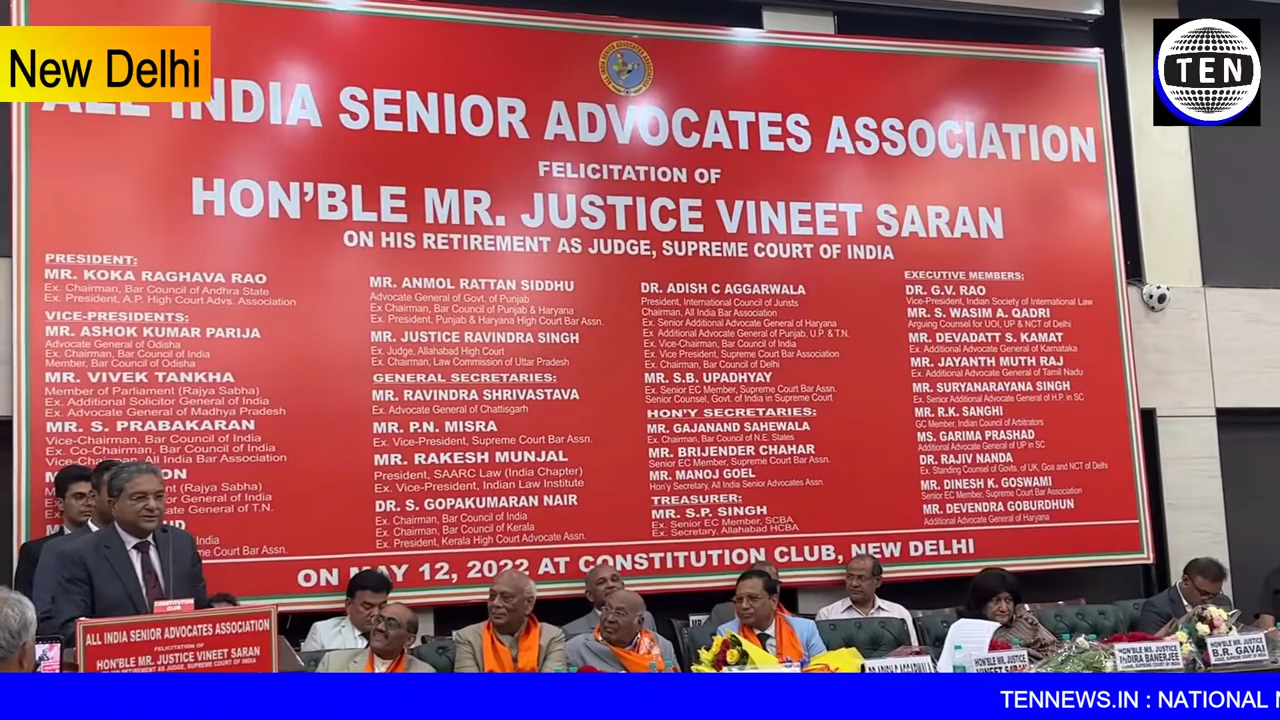 New Delhi
TEN
ALL INDIA SENIOR ADVOCATES ASSOCIATION
FELICITATION OF
HON'BLE MR. JUSTICE VINEET SARAN
ON HIS RETIREMENT AS JUDGE, SUPREME COURT OF INDIA
PRESIDENT:
MR. KOKA RAGHAVA RAO
Ex. Chairman, Bar Council of Andhra State
Ex. President, A.P. High Court Advs. Association
VICE-PRESIDENTS:
MR. ASHOK KUMAR PARIJA
Advocate General of Odisha
Ex. Chairman, Bar Council of India
Member, Bar Council of Odisha
MR. VIVEK TANKHA
Member of Parliament (Rajya Sabha)
Ex. Additional Solicitor General of India
Ex. Advocate General of Madhya Pradesh
MR. S. PRABAKARAN
Vice-Chairman, Bar Council of India
Ex. Co-Chairman, Bar Council of India
Vice-Chairman, All India Bar Association
ON
(Rajya Sabha)
General of India
General of T.N.
India
Court Bar Assn.
MR. ANMOL RATTAN SIDHU
Advocate General of Govt. of Punjab
Ex Chairman, Bar Council of Punjab & Haryana
Ex. President, Punjab & Haryana High Court Bar Assn.
MR. JUSTICE RAVINDRA SINGH
Ex. Judge, Allahabad High Court
Ex. Chairman, Law Commission of Uttar Pradesh
GENERAL SECRETARIES:
MR. RAVINDRA SHRIVASTAVA
Ex. Advocate General of Chattisgarh
MR. P.N. MISRA
Ex. Vice-President, Supreme Court Bar Assn.
MR. RAKESH MUNJAL
President, SAARC Law (India Chapter)
Ex. Vice-President, Indian Law Institute
DR. S. GOPAKUMARAN NAIR
Ex. Chairman, Bar Council of India
Ex. Chairman, Bar Council of Kerala
Ex. President, Kerala High Court Advocate Assn.
DR. ADISH C AGGARWALA
President, International Council of Jurists
Chairman, All India Bar Association
Ex. Senior Additional Advocate General of Haryana
Ex. Additional Advocate General of Punjab, U.P. & T.N.
Ex. Vice-Chairman, Bar Council of India
Ex. Vice President, Supreme Court Bar Association
Ex. Chairman, Bar Council of Delhi
MR. S.B. UPADHYAY
Ex. Senior EC Member, Supreme Court Bar Assn.
Senior Counsel, Govt. of India in Supreme Court
HON'Y SECRETARIES:
MR. GAJANAND SAHEWALA
Ex. Chairman, Bar Council of N.E. States
MR. BRIJENDER CHAHAR
Senior EC Member, Supreme Court Bar Assn.
MR. MANOJ GOEL
Hon'y Secretary, All India Senior Advocates Assn.
TREASURER:
MR. S.P. SINGH
Ex. Senior EC Member, SCBA
Ex. Secretary, Allahabad HCBA
EXECUTIVE MEMBERS:
DR. G.V. RAO
Vice-President, Indian Society of International Law
MR. S. WASIM A. QADRI
Arguing Counsel for UOI, UP & NCT of Delhi
MR. DEVADATT S. KAMAT
Ex. Additional Advocate General of Karnataka
MR. JAYANTH MUTH RAJ
Ex. Additional Advocate General of Tamil Nadu
MR. SURYANARAYANA SINGH
Ex. Senior Additional Advocate General of H.P. in SC
MR. R.K. SANGHI
GC Member, Indian Council of Arbitrators
MS. GARIMA PRASHAD
Additional Advocate General of UP in SC
DR. RAJIV NANDA
Ex. Standing Counsel of Govts. of UK, Goa and NCT of Delhi
MR. DINESH K. GOSWAMI
Senior EC Member, Supreme Court Bar Association
MR. DEVENDRA GOBURDHUN
Additional Advocate General of Haryana
ON MAY 12, 2022 AT CONSTITUTION CLUB, NEW DELHI
CONSTITUTION CLUB
ALL INDIA SENIOR ADVOCATES ASSOCIATION
FELICITATION OF
HON'BLE MR. JUSTICE VINEET SARAN
RETIREMENT AS JUDGE, SUPREME COURT OF INDIA
HON'BLE MR. JUSTICE
VINEET SARAN
HON'BLE MS. JUSTICE
INDIRA BANERJEE
HON'BLE MR. JUSTICE
B.R. GAVAI
TENNEWS.IN : NATIONAL